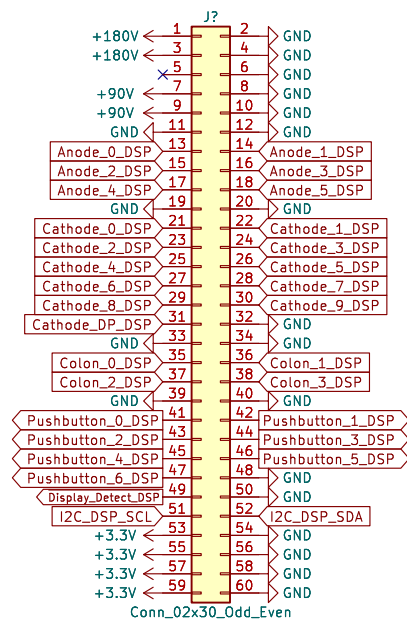 J?
+180V 1 2 GND
+180V 3 4 GND
5 6 GND
+90V 7 8 GND
+90V 9 10 GND
GND 11 12 GND
Anode_0_DSP 13 14 Anode_1_DSP
Anode_2_DSP 15 16 Anode_3_DSP
Anode_4_DSP 17 18 Anode_5_DSP
GND 19 20 GND
Cathode_0_DSP 21 22 Cathode_1_DSP
Cathode_2_DSP 23 24 Cathode_3_DSP
Cathode_4_DSP 25 26 Cathode_5_DSP
Cathode_6_DSP 27 28 Cathode_7_DSP
Cathode_8_DSP 29 30 Cathode_9_DSP
Cathode_DP_DSP 31 32 GND
GND 33 34 GND
Colon_0_DSP 35 36 Colon_1_DSP
Colon_2_DSP 37 38 Colon_3_DSP
GND 39 40 GND
Pushbutton_0_DSP 41 42 Pushbutton_1_DSP
Pushbutton_2_DSP 43 44 Pushbutton_3_DSP
Pushbutton_4_DSP 45 46 Pushbutton_5_DSP
Pushbutton_6_DSP 47 48 GND
Display_Detect_DSP 49 50 GND
I2C_DSP_SCL 51 52 I2C_DSP_SDA
+3.3V 53 54 GND
+3.3V 55 56 GND
+3.3V 57 58 GND
+3.3V 59 60 GND
Conn_02x30_Odd_Even